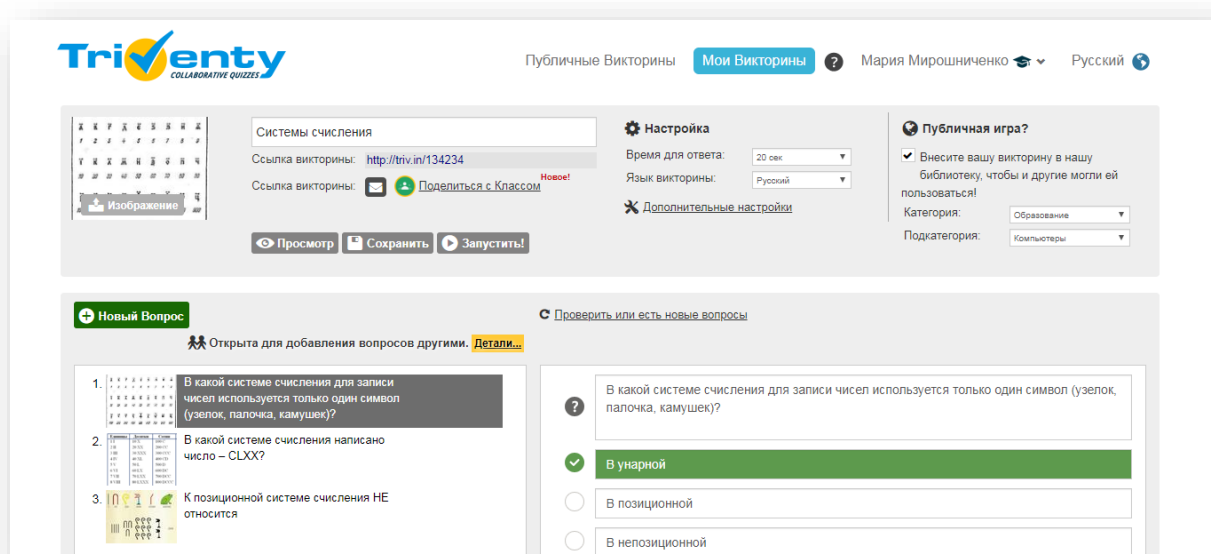 Triventy
COLLABORATIVE QUIZZES
Публичные Викторины
Мои Викторины
?
Мария Мирошниченко
Русский
Изображение
Системы счисления
Ссылка викторины: http://triv.in/134234
Новое!
Ссылка викторины: Поделиться с Классом
Просмотр
Сохранить
Запустить!
Настройка
Время для ответа: 20 сек
Язык викторины: Русский
Дополнительные настройки
Публичная игра?
Внесите вашу викторину в нашу
библиотеку, чтобы и другие могли ей
пользоваться!
Категория: Образование
Подкатегория: Компьютеры
Новый Вопрос
Открыта для добавления вопросов другими. Детали...
1. В какой системе счисления для записи
чисел используется только один символ
(узелок, палочка, камушек)?
2. В какой системе счисления написано
число – CLXX?
3. К позиционной системе счисления НЕ
относится
Проверить или есть новые вопросы
?
В какой системе счисления для записи чисел используется только один символ (узелок,
палочка, камушек)?
В унарной
В позиционной
В непозиционной